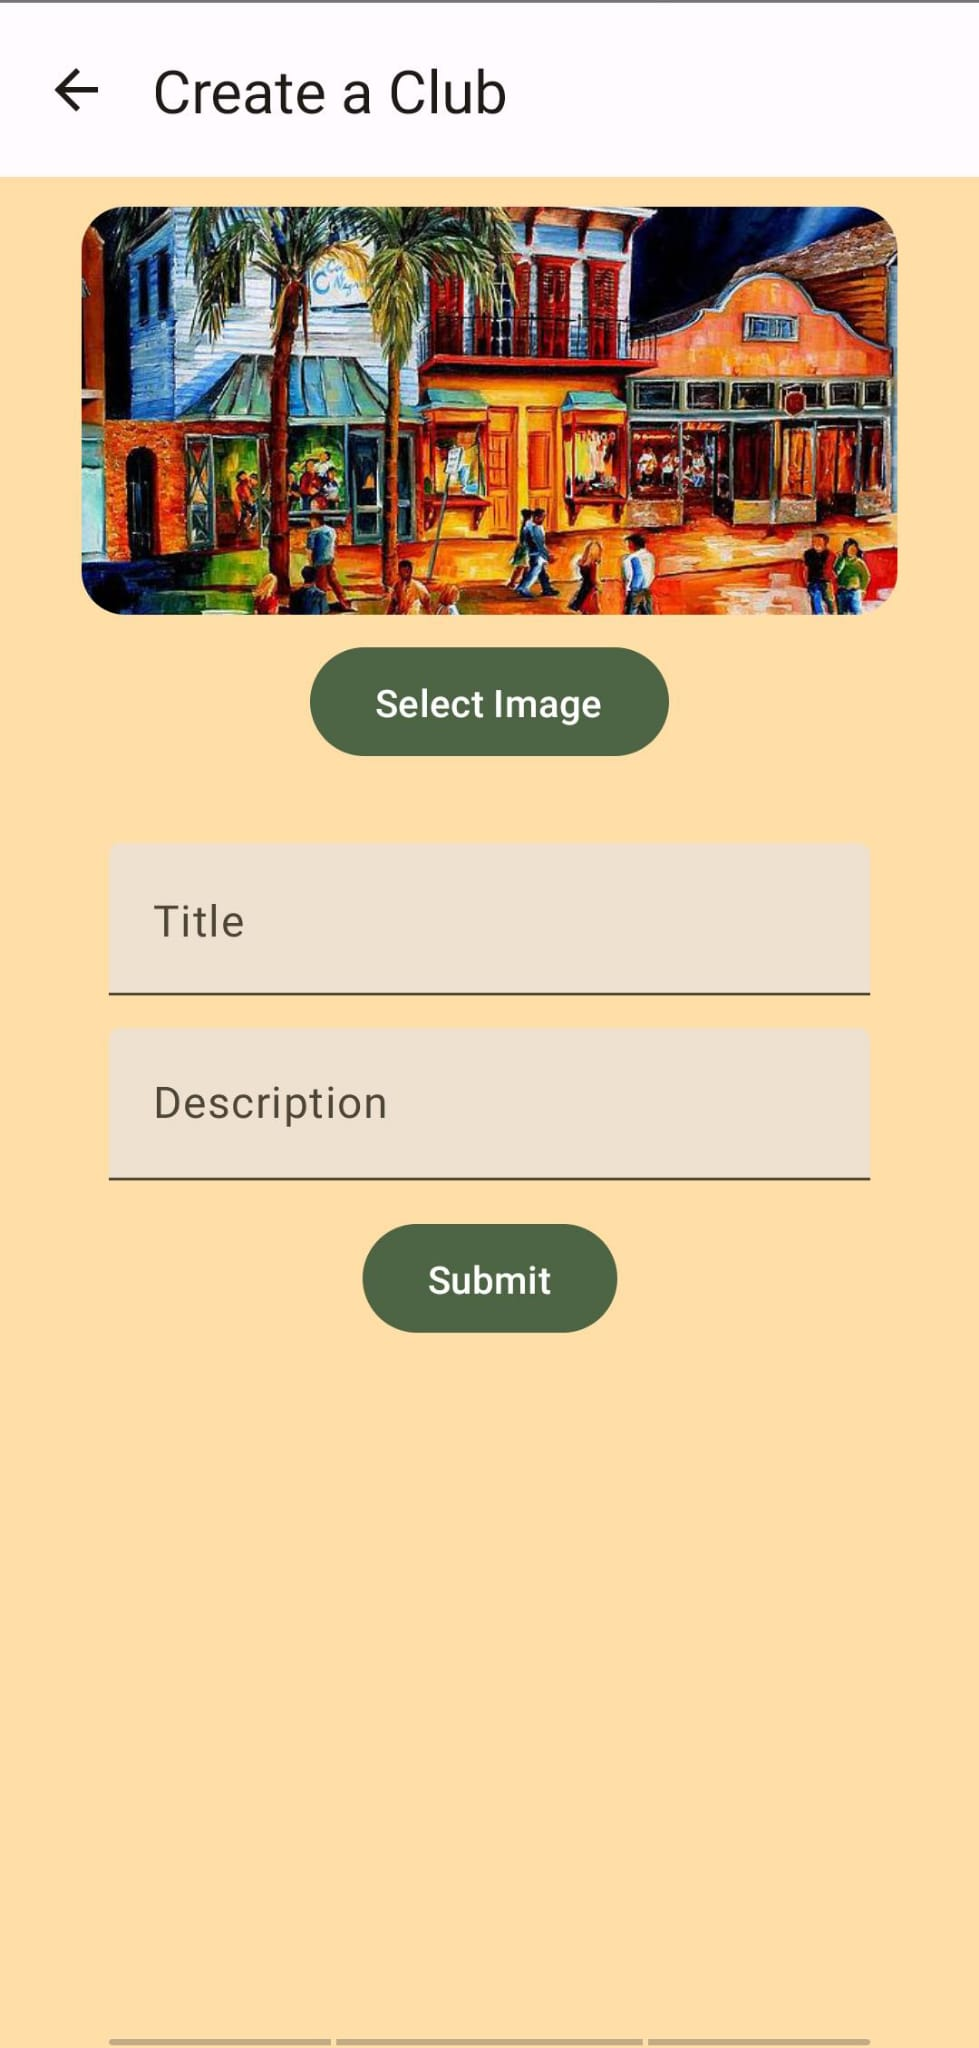 Create a Club
Select Image
Title
Description
Submit